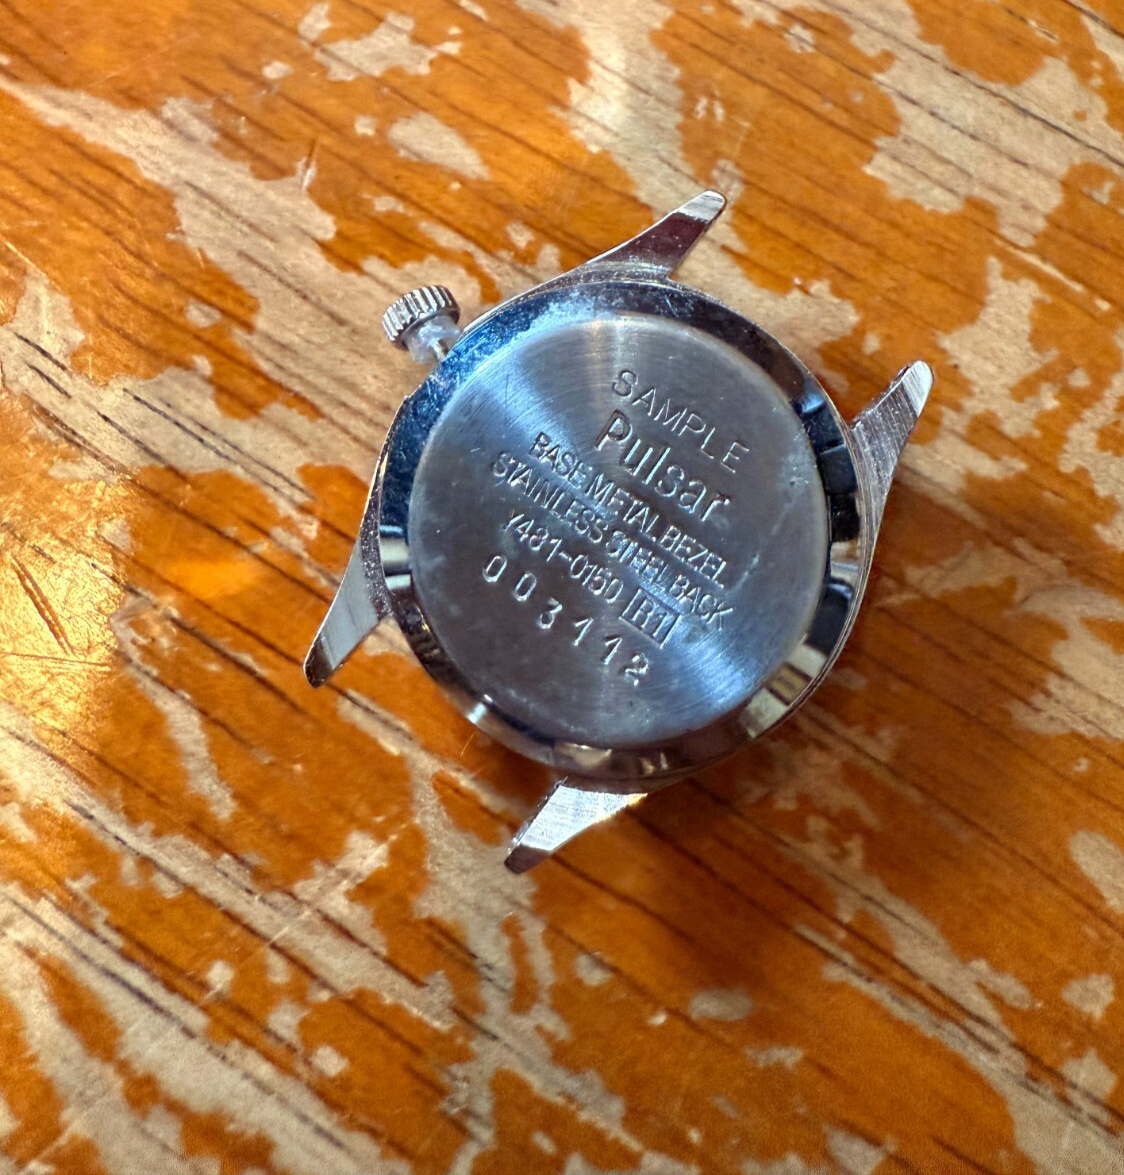 SAMPLE
Pulsar
BASE METAL BEZEL
STAINLESS STEEL BACK
Y481-0150 R1
003112